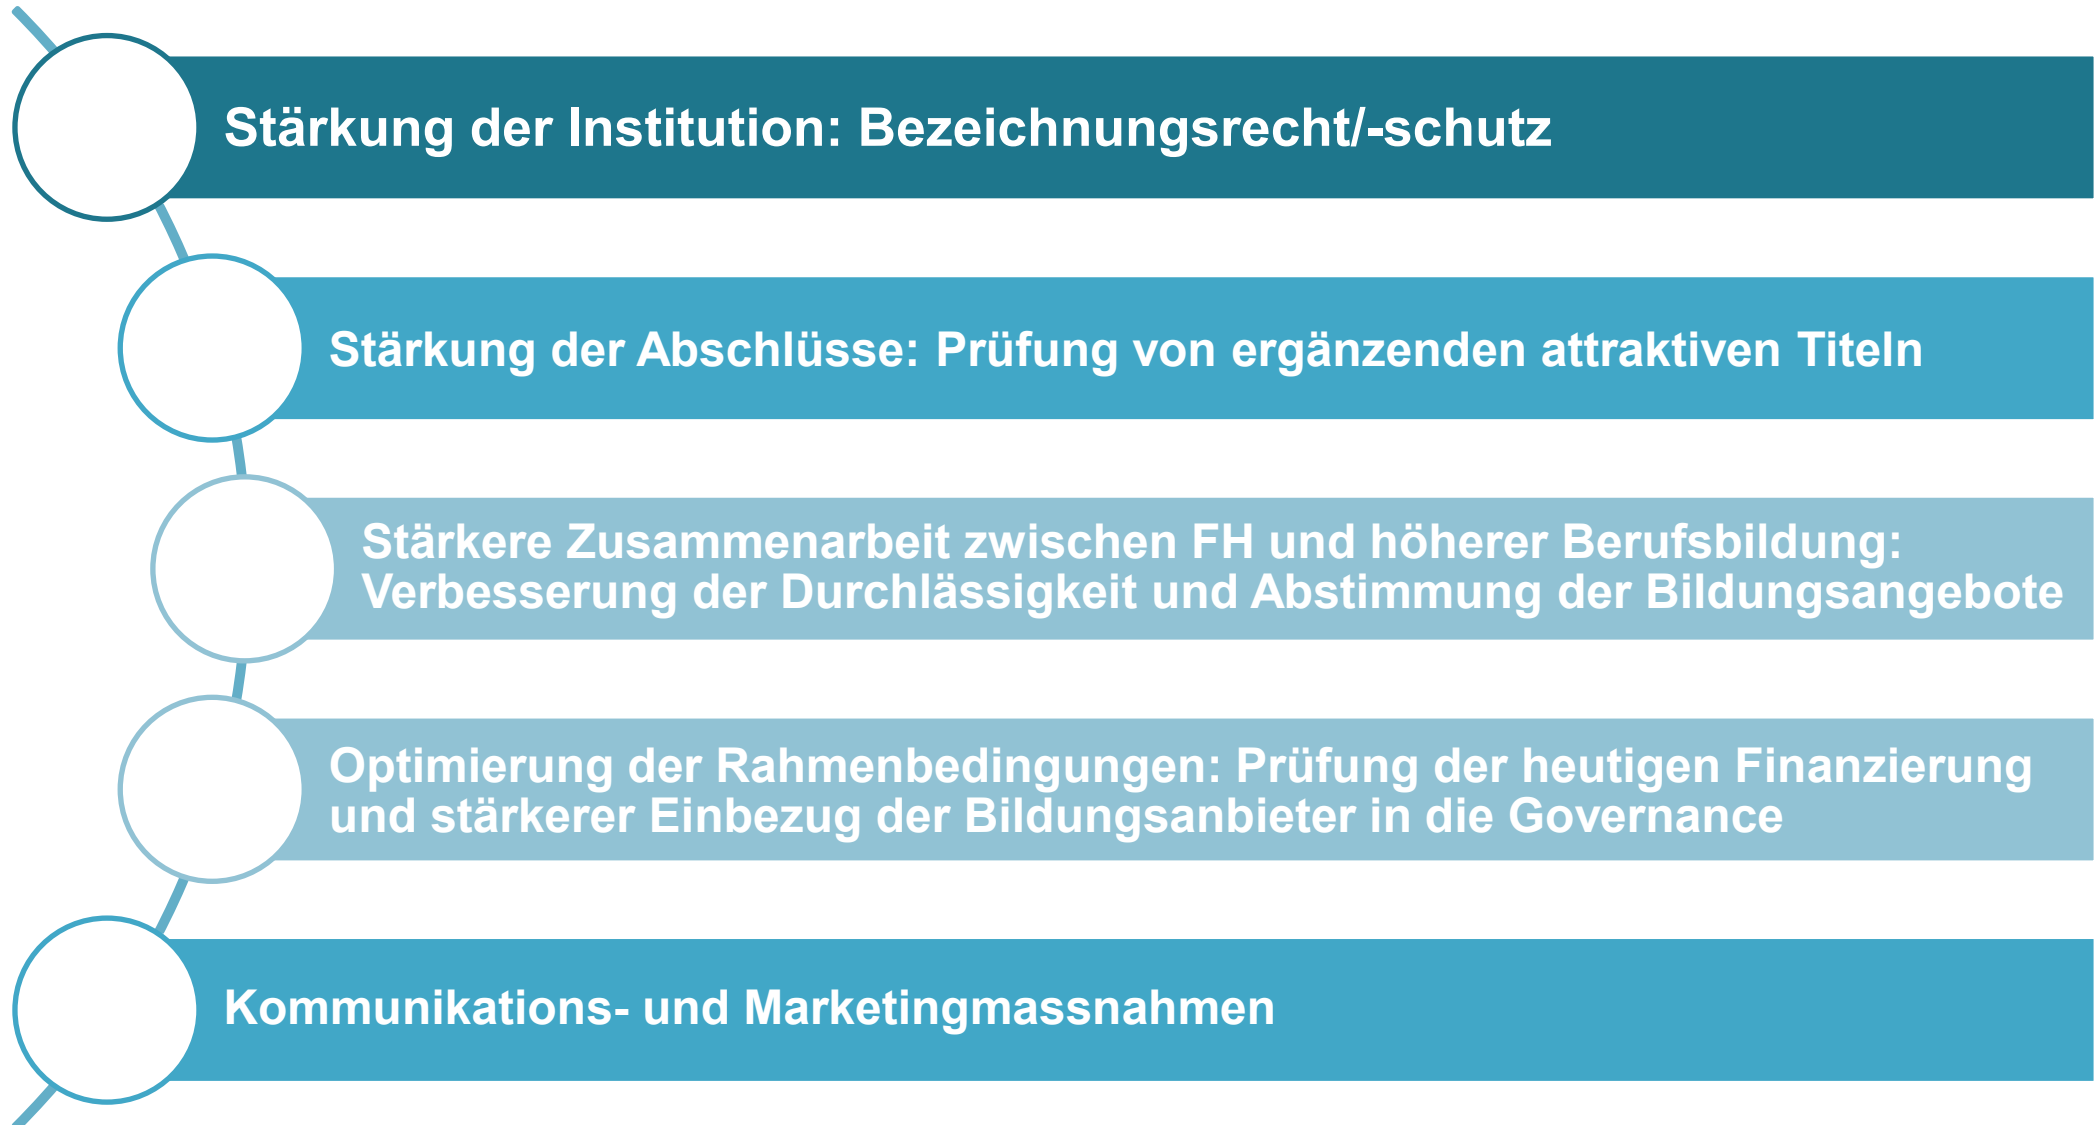 Stärkung der Institution: Bezeichnungsrecht/-schutz
Stärkung der Abschlüsse: Prüfung von ergänzenden attraktiven Titeln
Stärkere Zusammenarbeit zwischen FH und höherer Berufsbildung:
Verbesserung der Durchlässigkeit und Abstimmung der Bildungsangebote
Optimierung der Rahmenbedingungen: Prüfung der heutigen Finanzierung
und stärkerer Einbezug der Bildungsanbieter in die Governance
Kommunikations- und Marketingmassnahmen